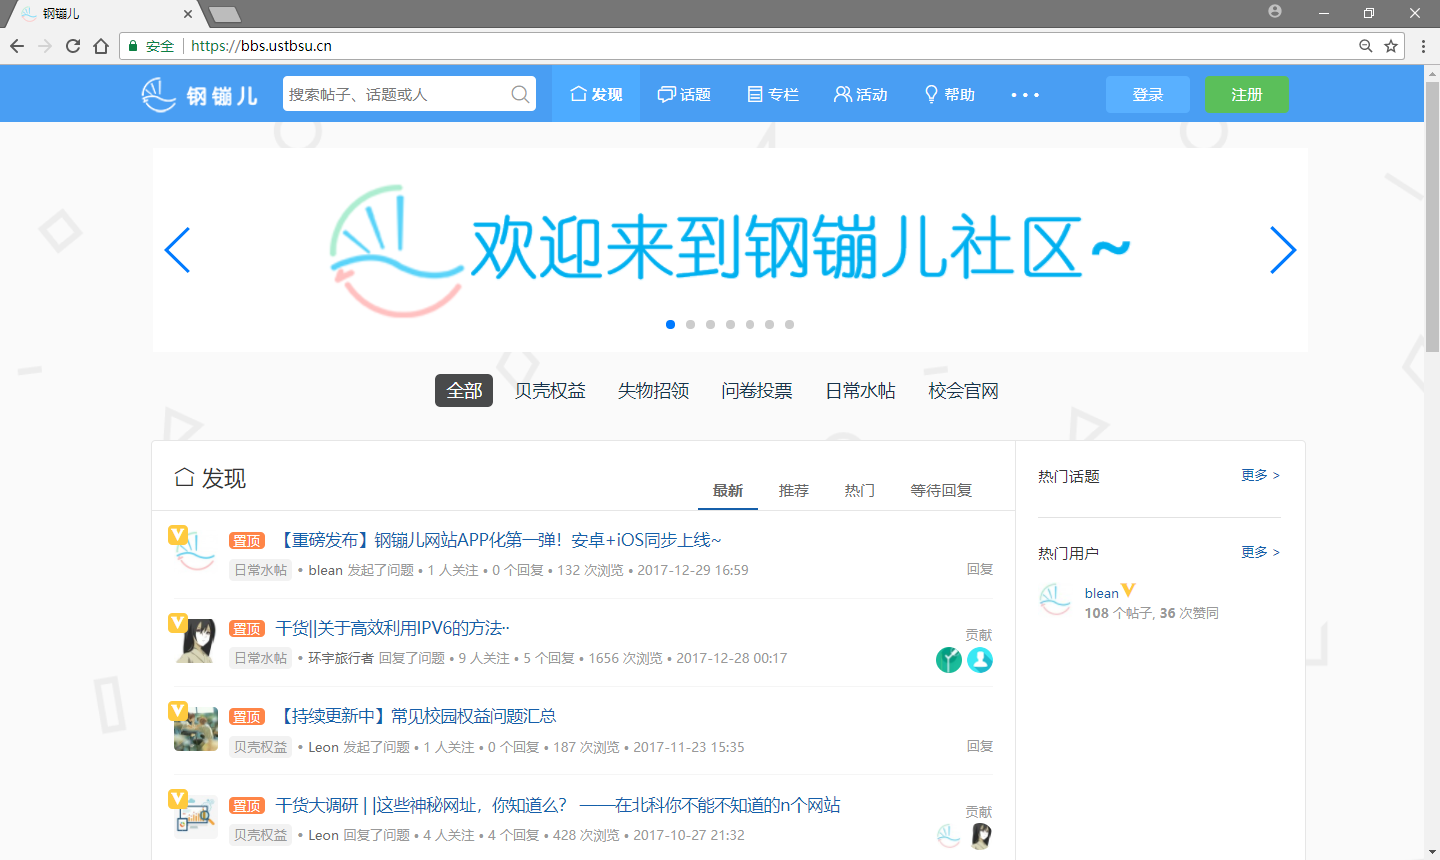 钢镚儿
安全 https://bbs.ustbsu.cn
钢镚儿 搜索帖子、话题或人 发现 话题 专栏 活动 帮助 • • • 登录 注册
欢迎来到钢镚儿社区~
全部 贝壳权益 失物招领 问卷投票 日常水帖 校会官网
发现 最新 推荐 热门 等待回复
置顶 【重磅发布】钢镚儿网站APP化第一弹！安卓+iOS同步上线~
日常水帖 • blean 发起了问题 • 1 人关注 • 0 个回复 • 132 次浏览 • 2017-12-29 16:59 回复
置顶 干货||关于高效利用IPV6的方法··
贡献
日常水帖 • 环宇旅行者 回复了问题 • 9 人关注 • 5 个回复 • 1656 次浏览 • 2017-12-28 00:17
置顶 【持续更新中】常见校园权益问题汇总
贝壳权益 • Leon 发起了问题 • 1 人关注 • 0 个回复 • 187 次浏览 • 2017-11-23 15:35 回复
置顶 干货大调研 | |这些神秘网址，你知道么？ ——在北科你不能不知道的n个网站
贡献
贝壳权益 • Leon 回复了问题 • 4 人关注 • 4 个回复 • 428 次浏览 • 2017-10-27 21:32
热门话题 更多 >
热门用户 更多 >
blean
108 个帖子, 36 次赞同